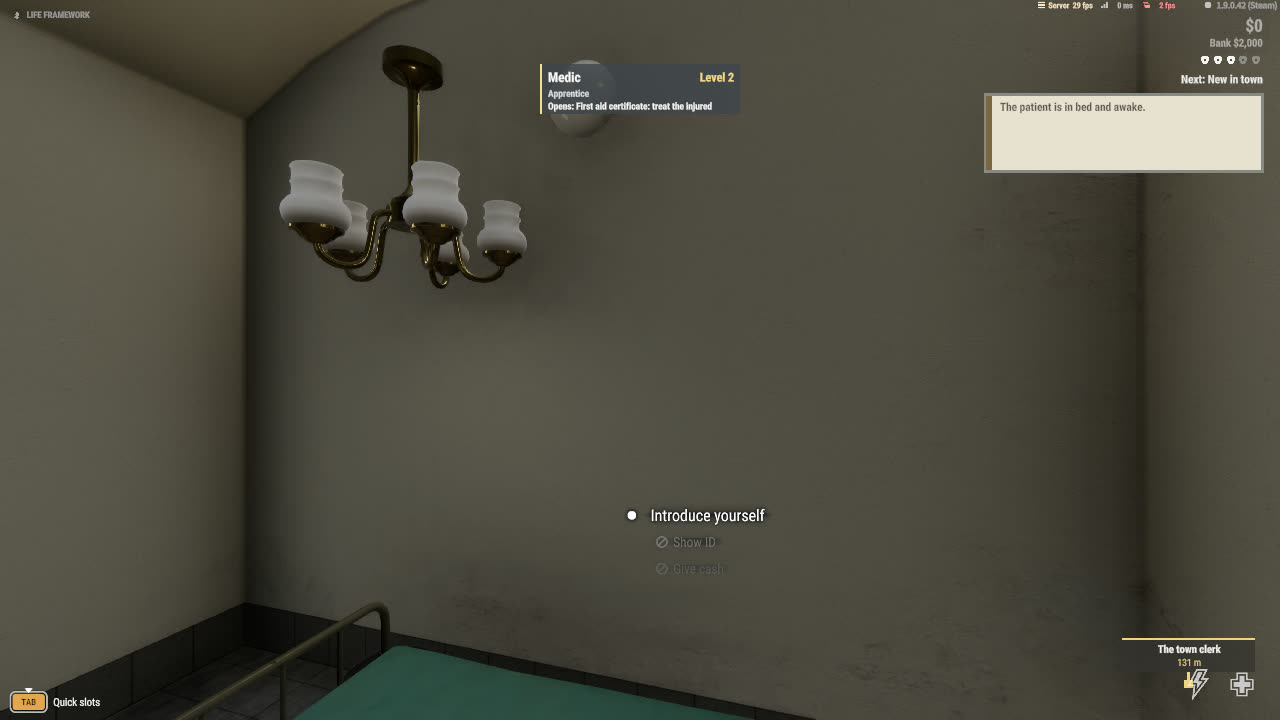 LIFE FRAMEWORK
Server 29 fps 0 ms 2 fps 1.9.0.42 (Steam)
$0
Bank $2,000
Next: New in town
The patient is in bed and awake.
Medic Level 2
Apprentice
Opens: First aid certificate: treat the injured
Introduce yourself
Show ID
Give cash
The town clerk
131 m
TAB Quick slots